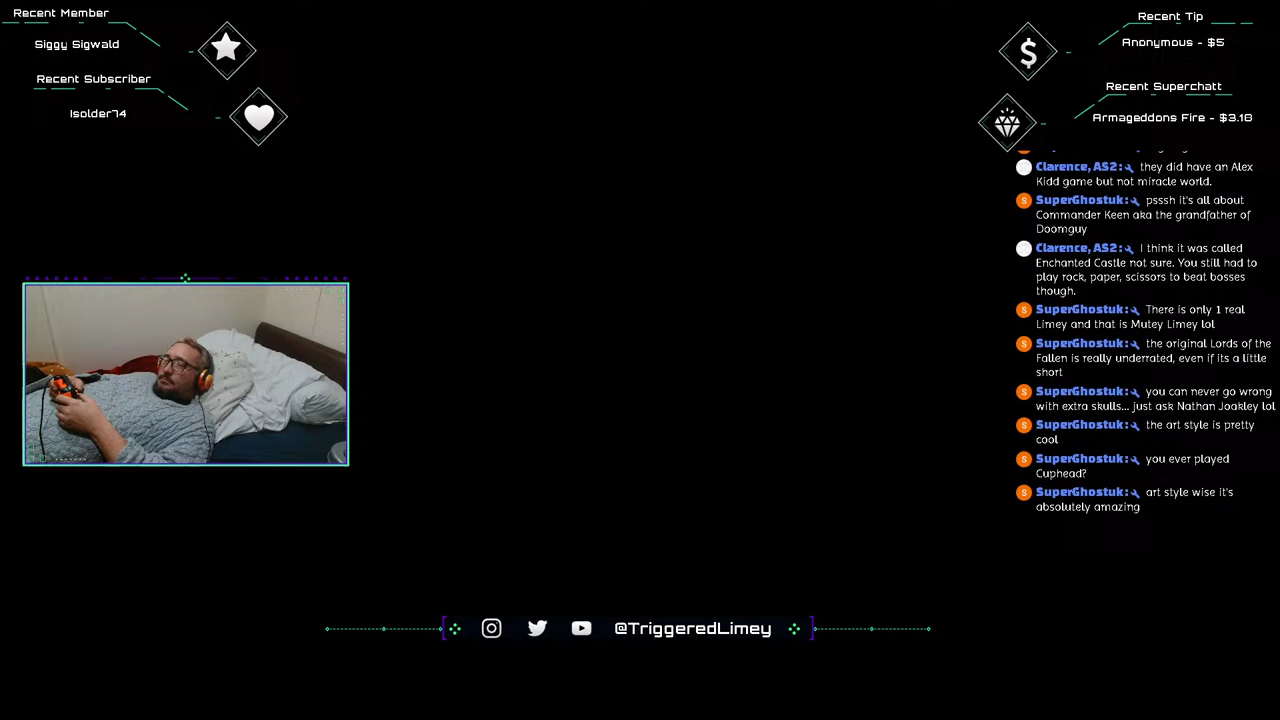 Recent Member
Siggy Sigwald
Recent Subscriber
Isolder74
Recent Tip
Anonymous - $5
Recent Superchatt
Armageddons Fire - $3.18
Clarence, AS2: they did have an Alex
Kidd game but not miracle world.
SuperGhostuk: psssh it's all about
Commander Keen aka the grandfather of
Doomguy
Clarence, AS2: I think it was called
Enchanted Castle not sure. You still had to
play rock, paper, scissors to beat bosses
though.
SuperGhostuk: There is only 1 real
Limey and that is Mutey Limey lol
SuperGhostuk: the original Lords of the
Fallen is really underrated, even if its a little
short
SuperGhostuk: you can never go wrong
with extra skulls... just ask Nathan Joakley lol
SuperGhostuk: the art style is pretty
cool
SuperGhostuk: you ever played
Cuphead?
SuperGhostuk: art style wise it's
absolutely amazing
@TriggeredLimey